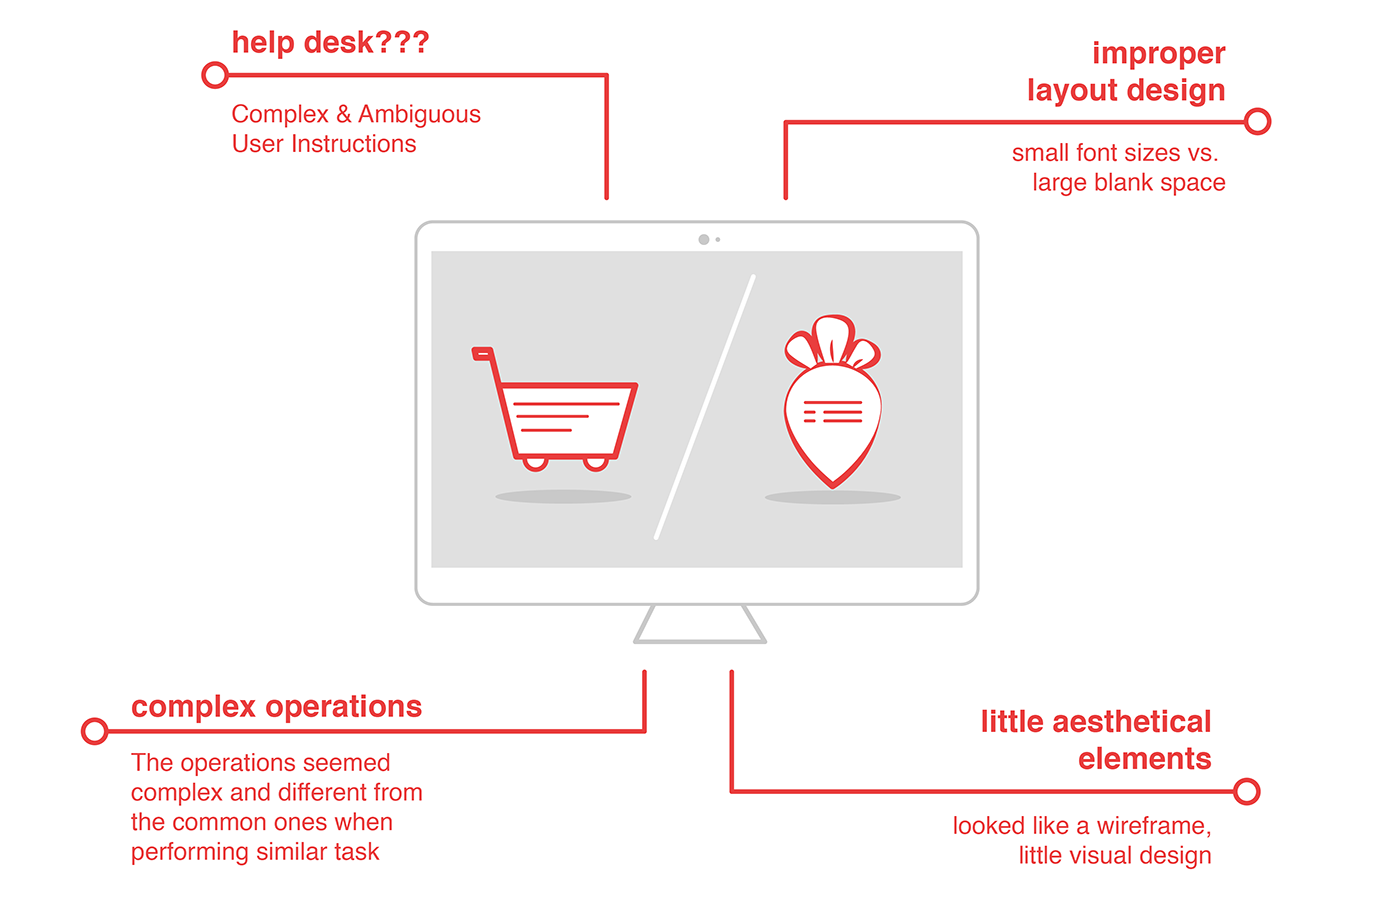 help desk???
Complex & Ambiguous
User Instructions
improper
layout design
small font sizes vs.
large blank space
complex operations
The operations seemed
complex and different from
the common ones when
performing similar task
little aesthetical
elements
looked like a wireframe,
little visual design